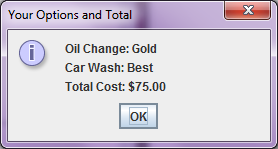 Your Options and Total
Oil Change: Gold
Car Wash: Best
Total Cost: $75.00
OK